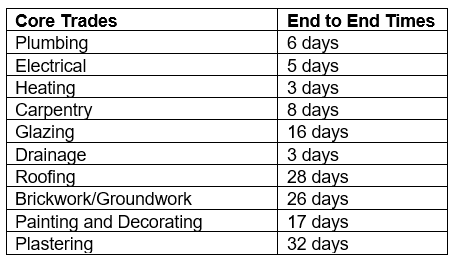 Core Trades End to End Times
Plumbing 6 days
Electrical 5 days
Heating 3 days
Carpentry 8 days
Glazing 16 days
Drainage 3 days
Roofing 28 days
Brickwork/Groundwork 26 days
Painting and Decorating 17 days
Plastering 32 days